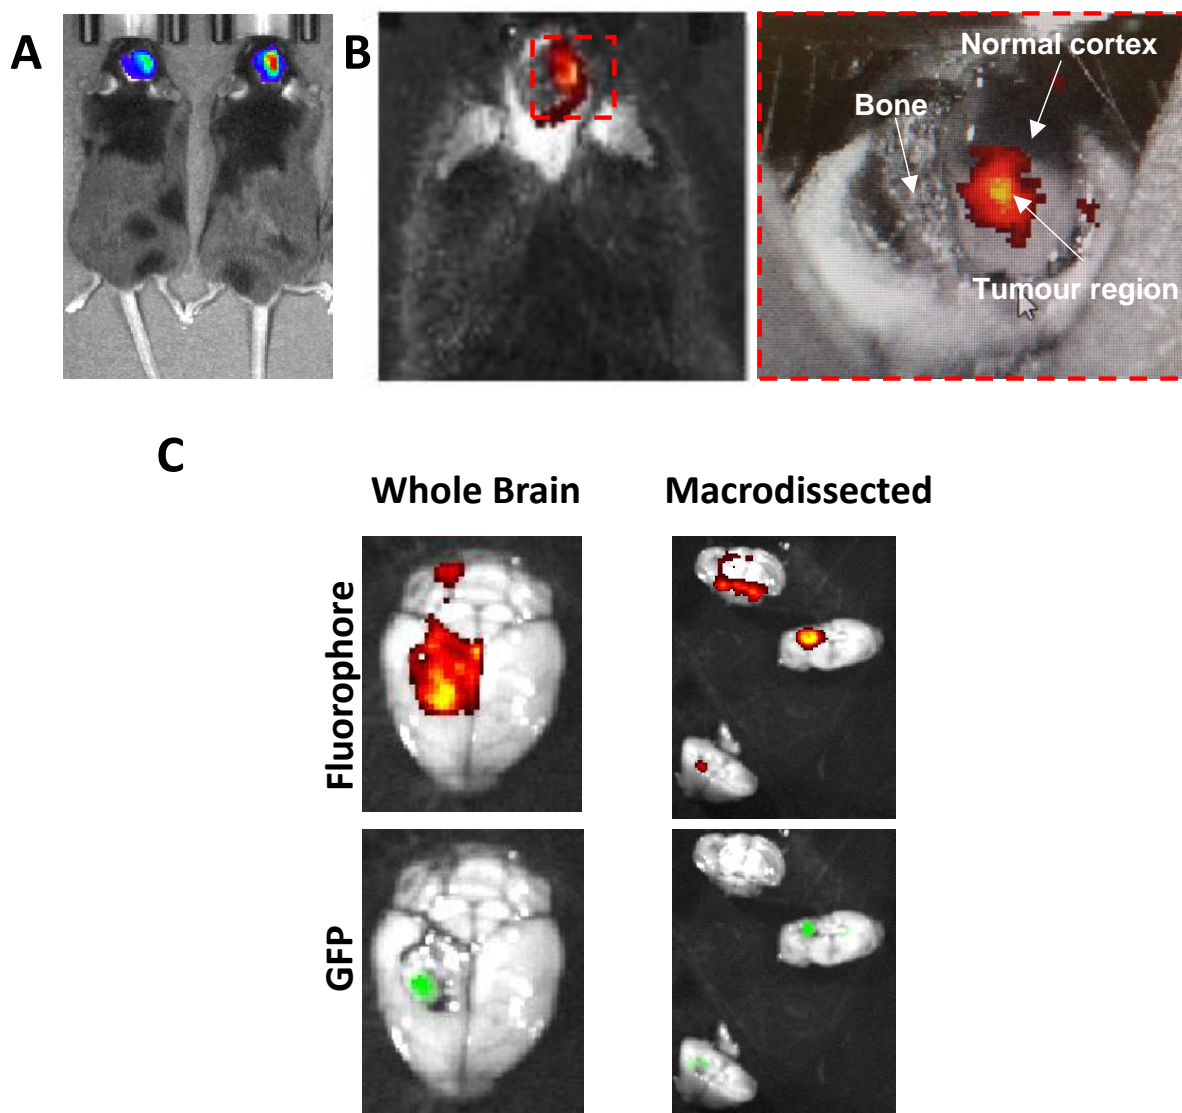 A
B
Normal cortex
Bone
Tumour region
C
Whole Brain
Macrodissected
Fluorophore
GFP